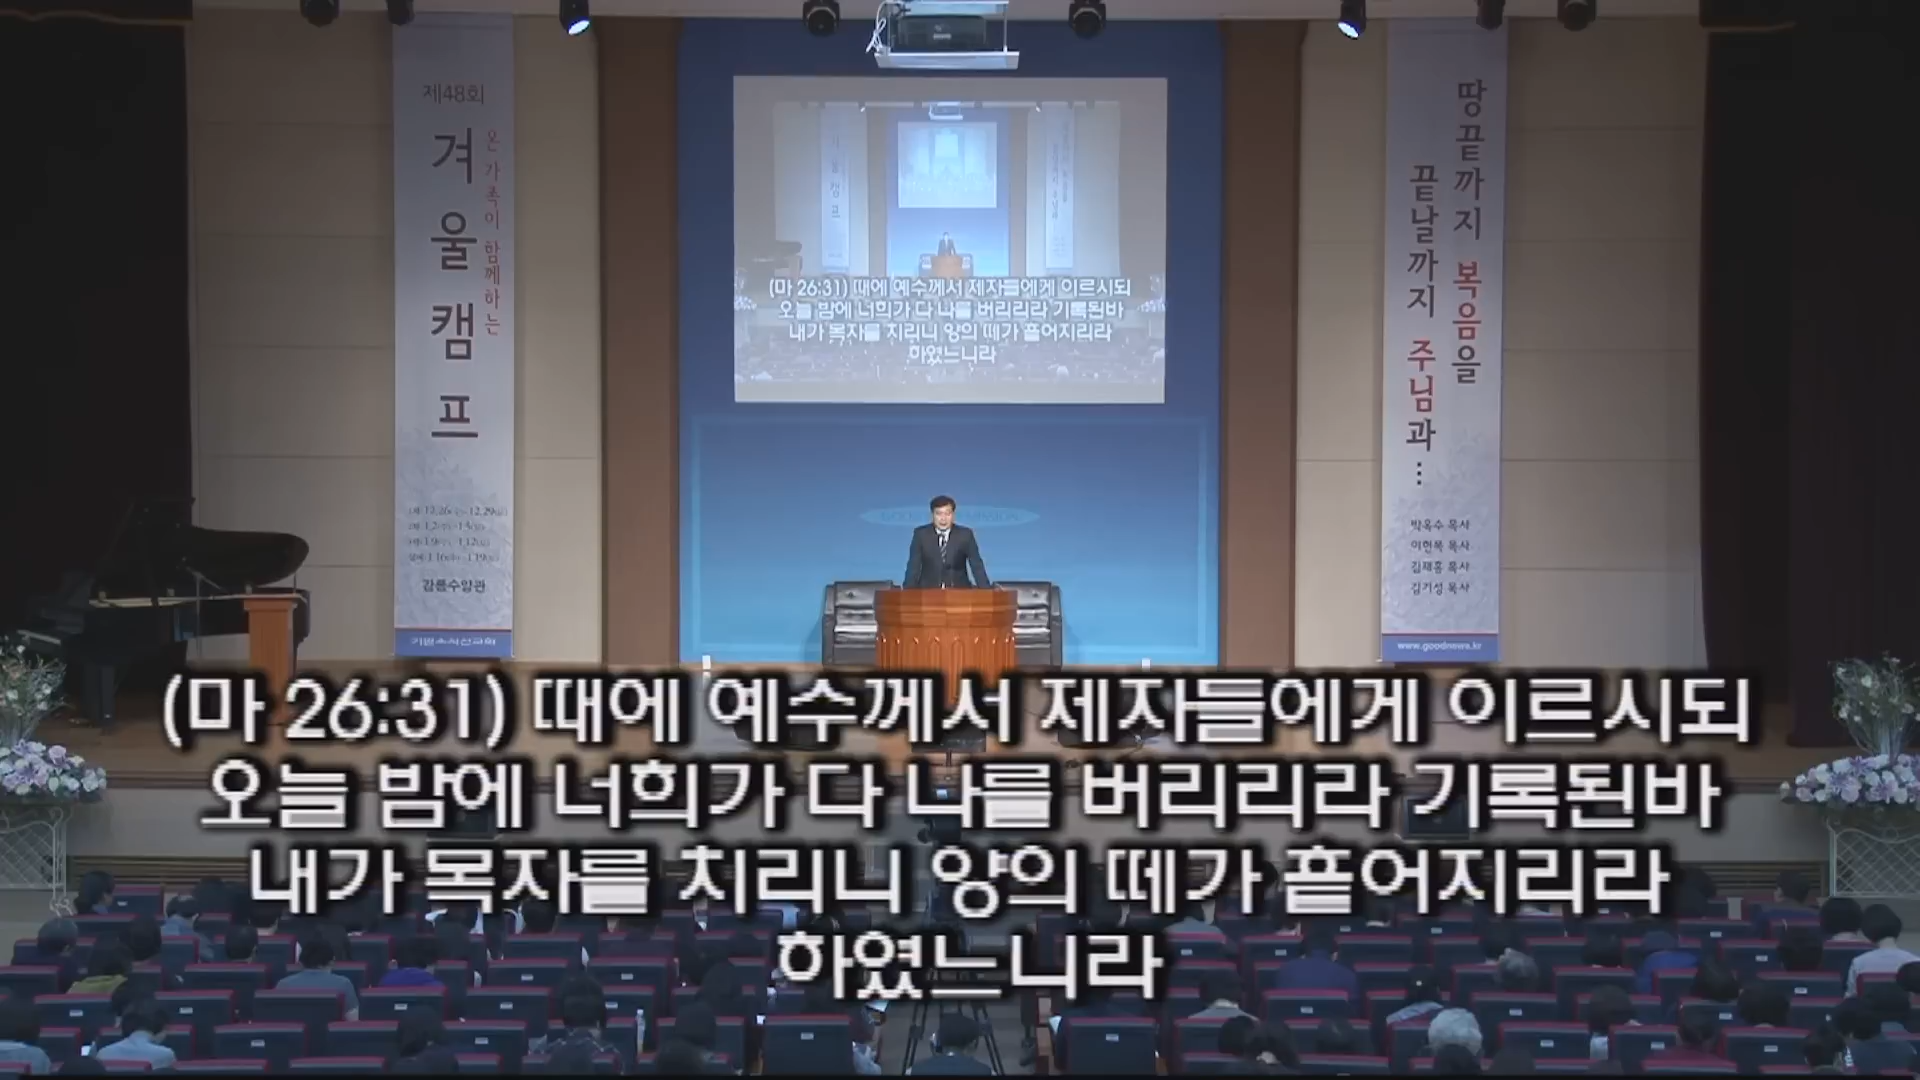 제48회
겨울캠프
온 가족이 함께하는
강릉수양관
기쁜소식선교회
땅끝까지 복음을
끝날까지 주님과...
박옥수 목사
이헌목 목사
김재홍 목사
김기성 목사
www.goodnews.kr
(마 26:31) 때에 예수께서 제자들에게 이르시되
오늘 밤에 너희가 다 나를 버리리라 기록된바
내가 목자를 치리니 양의 떼가 흩어지리라
하였느니라
(마 26:31) 때에 예수께서 제자들에게 이르시되
오늘 밤에 너희가 다 나를 버리리라 기록된바
내가 목자를 치리니 양의 떼가 흩어지리라
하였느니라